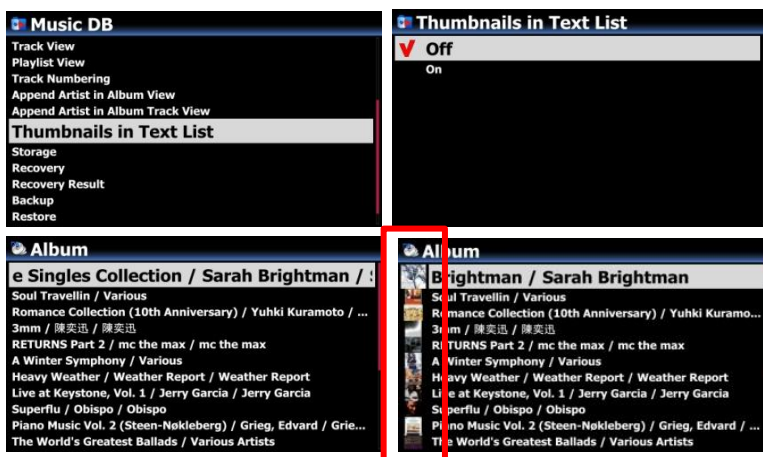 Music DB
Track View
Playlist View
Track Numbering
Append Artist in Album View
Append Artist in Album Track View
Thumbnails in Text List
Storage
Recovery
Recovery Result
Backup
Restore
Thumbnails in Text List
Off
On
Album
e Singles Collection / Sarah Brightman / S
Soul Travellin / Various
Romance Collection (10th Anniversary) / Yuhki Kuramoto / ...
3mm / 陳奕迅 / 陳奕迅
RETURNS Part 2 / mc the max / mc the max
A Winter Symphony / Various
Heavy Weather / Weather Report / Weather Report
Live at Keystone, Vol. 1 / Jerry Garcia / Jerry Garcia
Superflu / Obispo / Obispo
Piano Music Vol. 2 (Steen-Nøkleberg) / Grieg, Edvard / Grie...
The World's Greatest Ballads / Various Artists
Album
Brightman / Sarah Brightman
Soul Travellin / Various
Romance Collection (10th Anniversary) / Yuhki Kuramo...
3mm / 陳奕迅 / 陳奕迅
RETURNS Part 2 / mc the max / mc the max
A Winter Symphony / Various
Heavy Weather / Weather Report / Weather Report
Live at Keystone, Vol. 1 / Jerry Garcia / Jerry Garcia
Superflu / Obispo / Obispo
Piano Music Vol. 2 (Steen-Nøkleberg) / Grieg, Edvard / ...
The World's Greatest Ballads / Various Artists